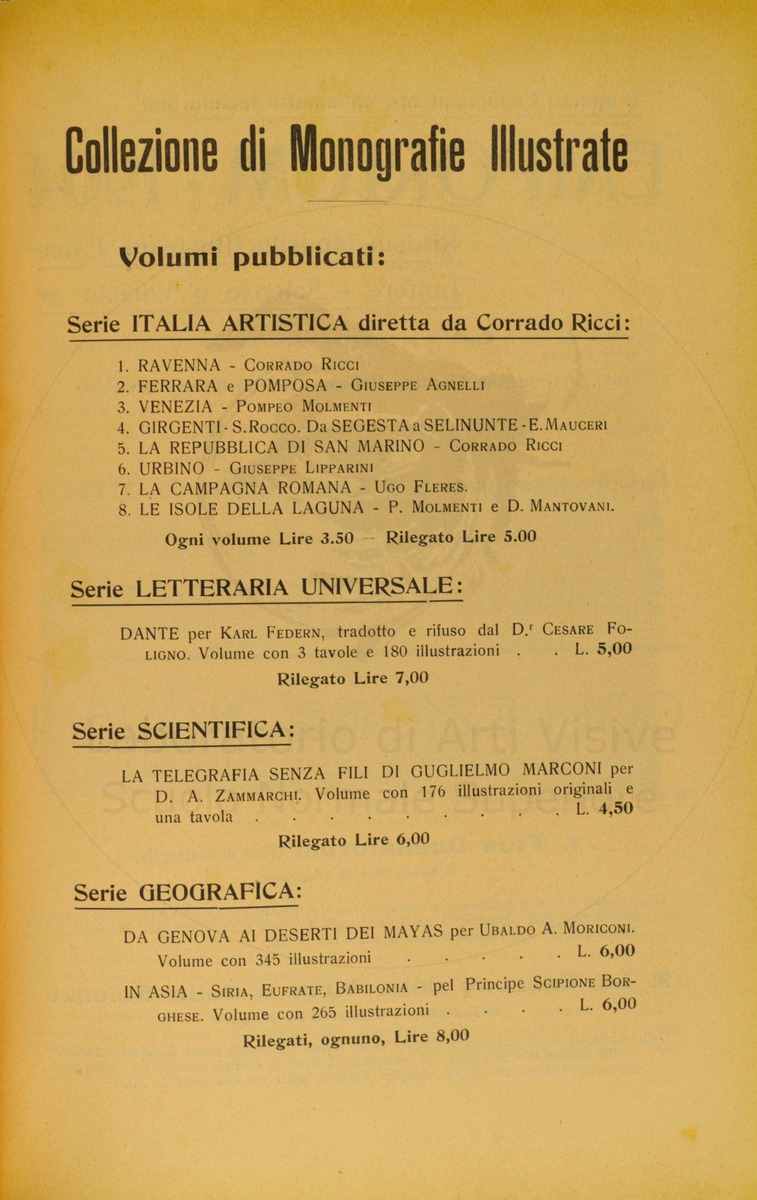 Collezione di Monografie Illustrate
Volumi pubblicati:
Serie ITALIA ARTISTICA diretta da Corrado Ricci:
1. RAVENNA - CORRADO RICCI
2. FERRARA e POMPOSA - GIUSEPPE AGNELLI
3. VENEZIA - POMPEO MOLMENTI
4. GIRGENTI - S. ROCCO. Da SEGESTA a SELINUNTE - E. MAUCERI
5. LA REPUBBLICA DI SAN MARINO - CORRADO RICCI
6. URBINO - GIUSEPPE LIPPARINI
7. LA CAMPAGNA ROMANA - UGO FLERES.
8. LE ISOLE DELLA LAGUNA - P. MOLMENTI e D. MANTOVANI.
Ogni volume Lire 3.50 — Rilegato Lire 5.00
Serie LETTERARIA UNIVERSALE:
DANTE per KARL FEDERN, tradotto e rifuso dal D.r CESARE FO-
LIGNO. Volume con 3 tavole e 180 illustrazioni . . L. 5,00
Rilegato Lire 7,00
Serie SCIENTIFICA:
LA TELEGRAFIA SENZA FILI DI GUGLIELMO MARCONI per
D. A. ZAMMARCHI. Volume con 176 illustrazioni originali e
una tavola . . . . . . . . . L. 4,50
Rilegato Lire 6,00
Serie GEOGRAFICA:
DA GENOVA AI DESERTI DEI MAYAS per UBALDO A. MORICONI.
Volume con 345 illustrazioni . . . . . L. 6,00
IN ASIA - SIRIA, EUFRATE, BABILONIA - pel Principe SCIPIONE BOR-
GHESE. Volume con 265 illustrazioni . . . . L. 6,00
Rilegati, ognuno, Lire 8,00